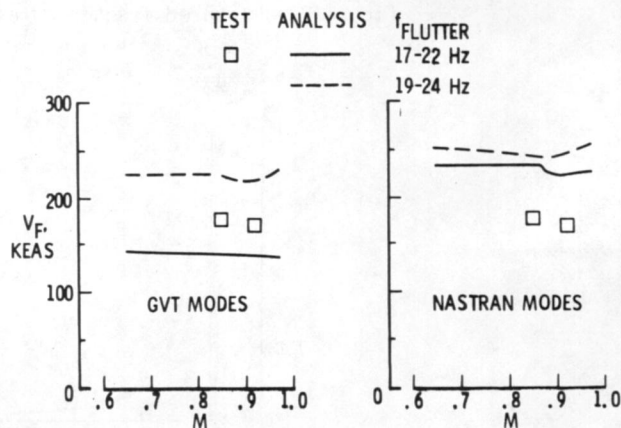 TEST ANALYSIS fFLUTTER
17-22 Hz
19-24 Hz
300
200
VF,
KEAS
100
0
GVT MODES
.6 .7 .8 .9 1.0
M
NASTRAN MODES
0
.6 .7 .8 .9 1.0
M